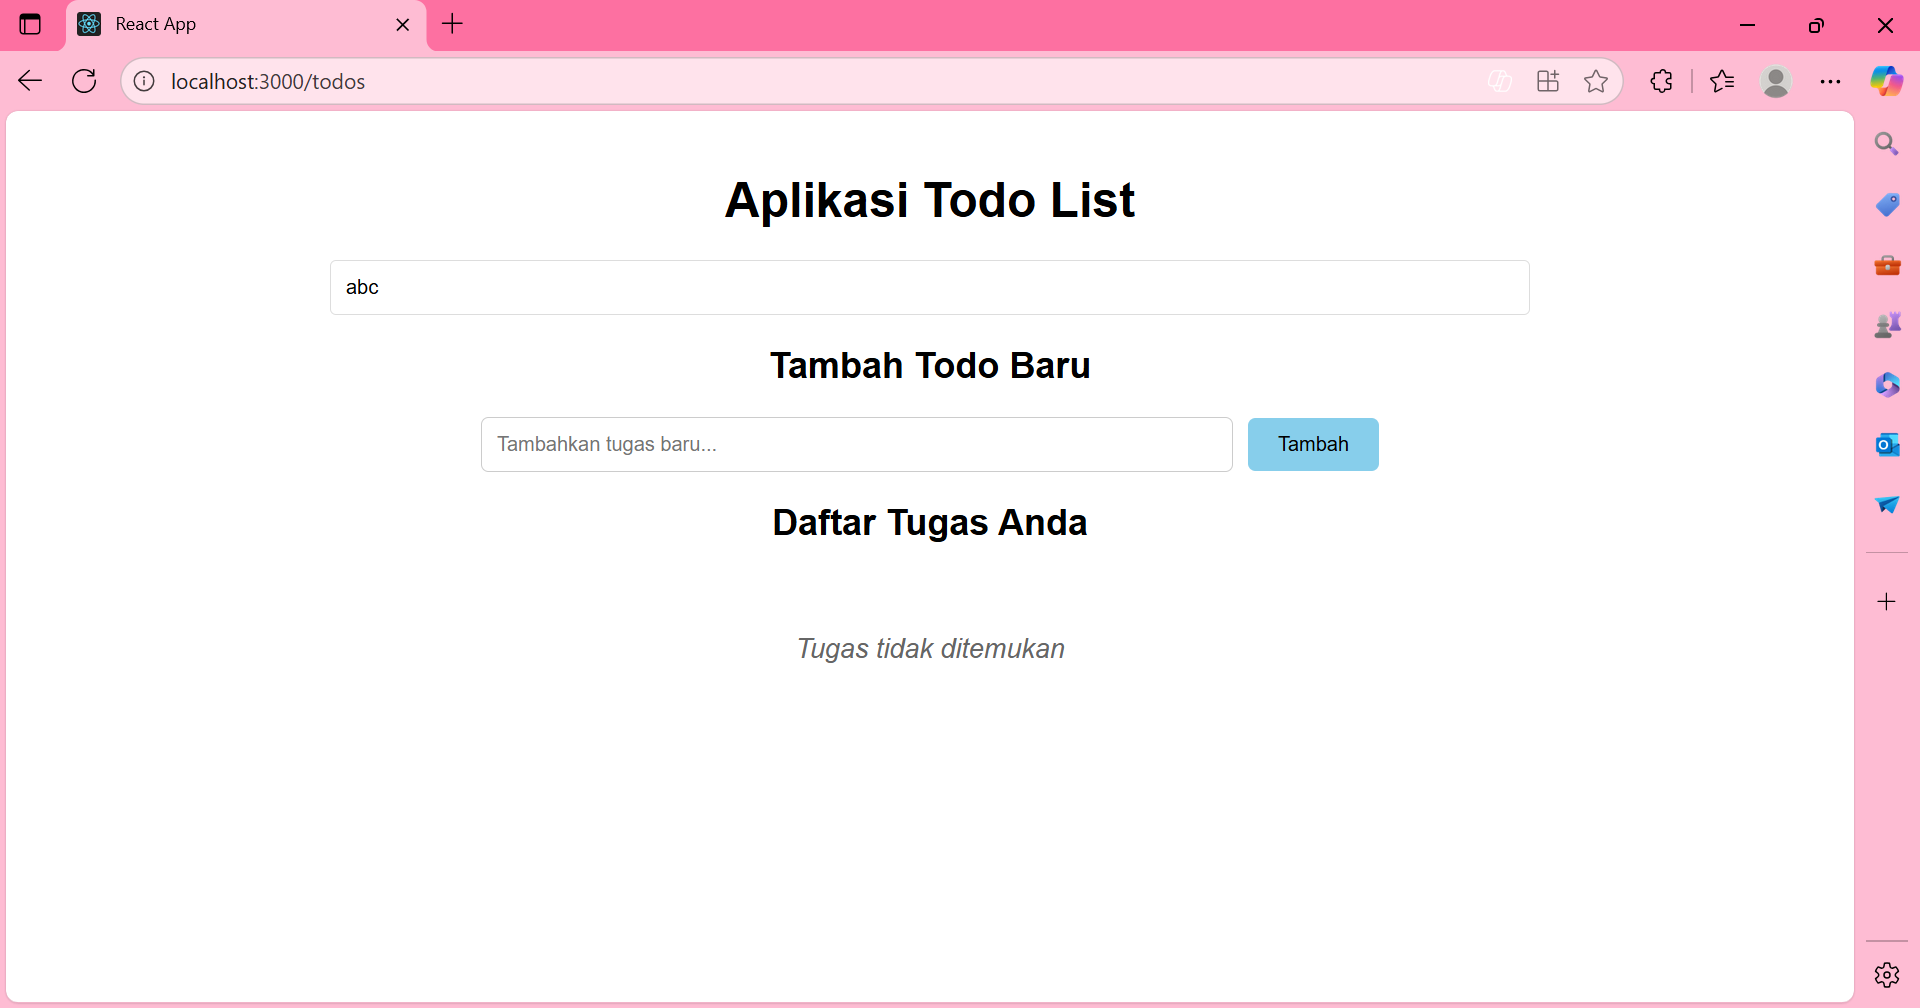 React App
localhost:3000/todos
Aplikasi Todo List
abc
Tambah Todo Baru
Tambahkan tugas baru...
Tambah
Daftar Tugas Anda
Tugas tidak ditemukan